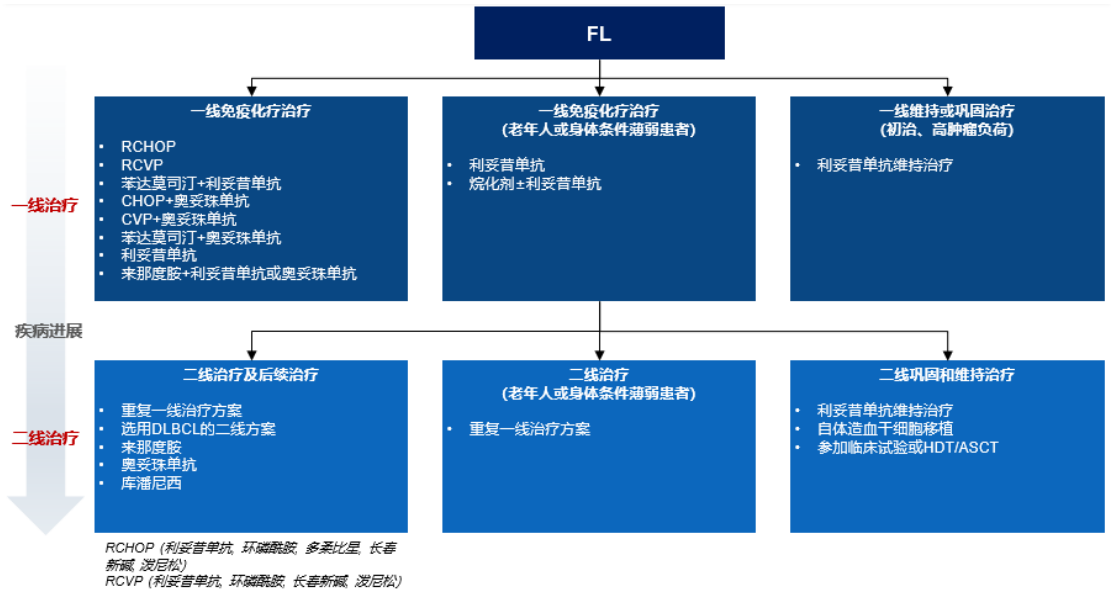 FL
一线免疫化疗治疗
• RCHOP
• RCVP
• 苯达莫司汀+利妥昔单抗
• CHOP+奥妥珠单抗
• CVP+奥妥珠单抗
• 苯达莫司汀+奥妥珠单抗
• 利妥昔单抗
• 来那度胺+利妥昔单抗或奥妥珠单抗
一线免疫化疗治疗
(老年人或身体条件薄弱患者)
• 利妥昔单抗
• 烷化剂±利妥昔单抗
一线维持或巩固治疗
(初治、高肿瘤负荷)
• 利妥昔单抗维持治疗
一线治疗
疾病进展
二线治疗
二线治疗及后续治疗
• 重复一线治疗方案
• 选用DLBCL的二线方案
• 来那度胺
• 奥妥珠单抗
• 库潘尼西
二线治疗
(老年人或身体条件薄弱患者)
• 重复一线治疗方案
二线巩固和维持治疗
• 利妥昔单抗维持治疗
• 自体造血干细胞移植
• 参加临床试验或HDT/ASCT
RCHOP (利妥昔单抗, 环磷酰胺, 多柔比星, 长春
新碱, 泼尼松)
RCVP (利妥昔单抗, 环磷酰胺, 长春新碱, 泼尼松)